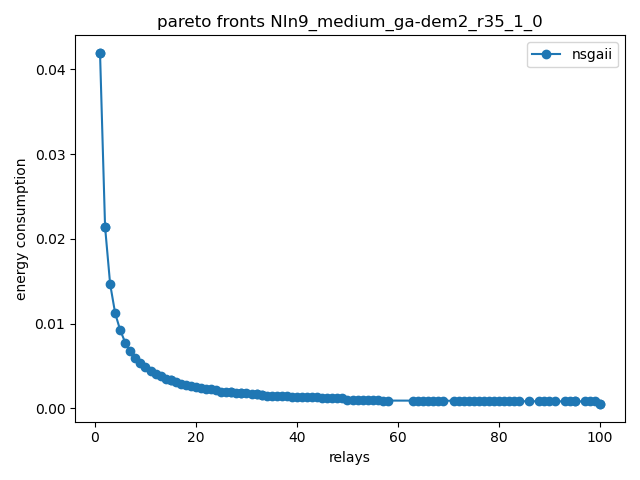 pareto fronts NIn9_medium_ga-dem2_r35_1_0
nsgaii
energy consumption
0.04
0.03
0.02
0.01
0.00
0 20 40 60 80 100
relays